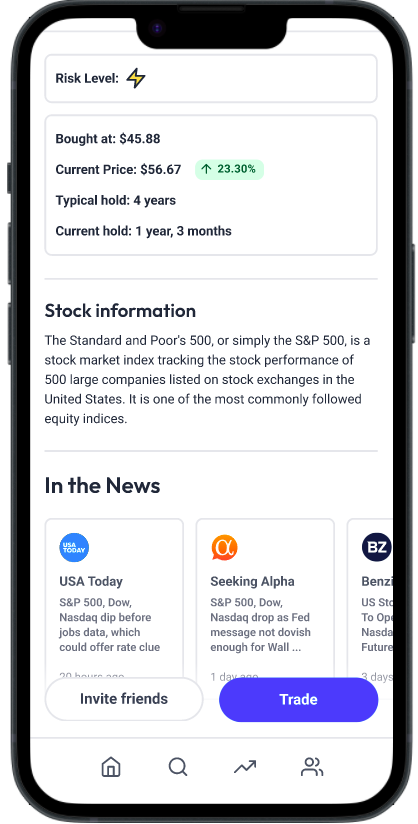 Risk Level:
Bought at: $45.88
Current Price: $56.67 ↑ 23.30%
Typical hold: 4 years
Current hold: 1 year, 3 months
Stock information
The Standard and Poor's 500, or simply the S&P 500, is a
stock market index tracking the stock performance of
500 large companies listed on stock exchanges in the
United States. It is one of the most commonly followed
equity indices.
In the News
USA
TODAY
USA Today
S&P 500, Dow,
Nasdaq dip before
jobs data, which
could offer rate clue
20 hours ago
α
Seeking Alpha
S&P 500, Dow,
Nasdaq drop as Fed
message not dovish
enough for Wall ...
1 day ago
BZ
Benzi
US Sto
To Ope
Nasda
Future
3 days
Invite friends
Trade